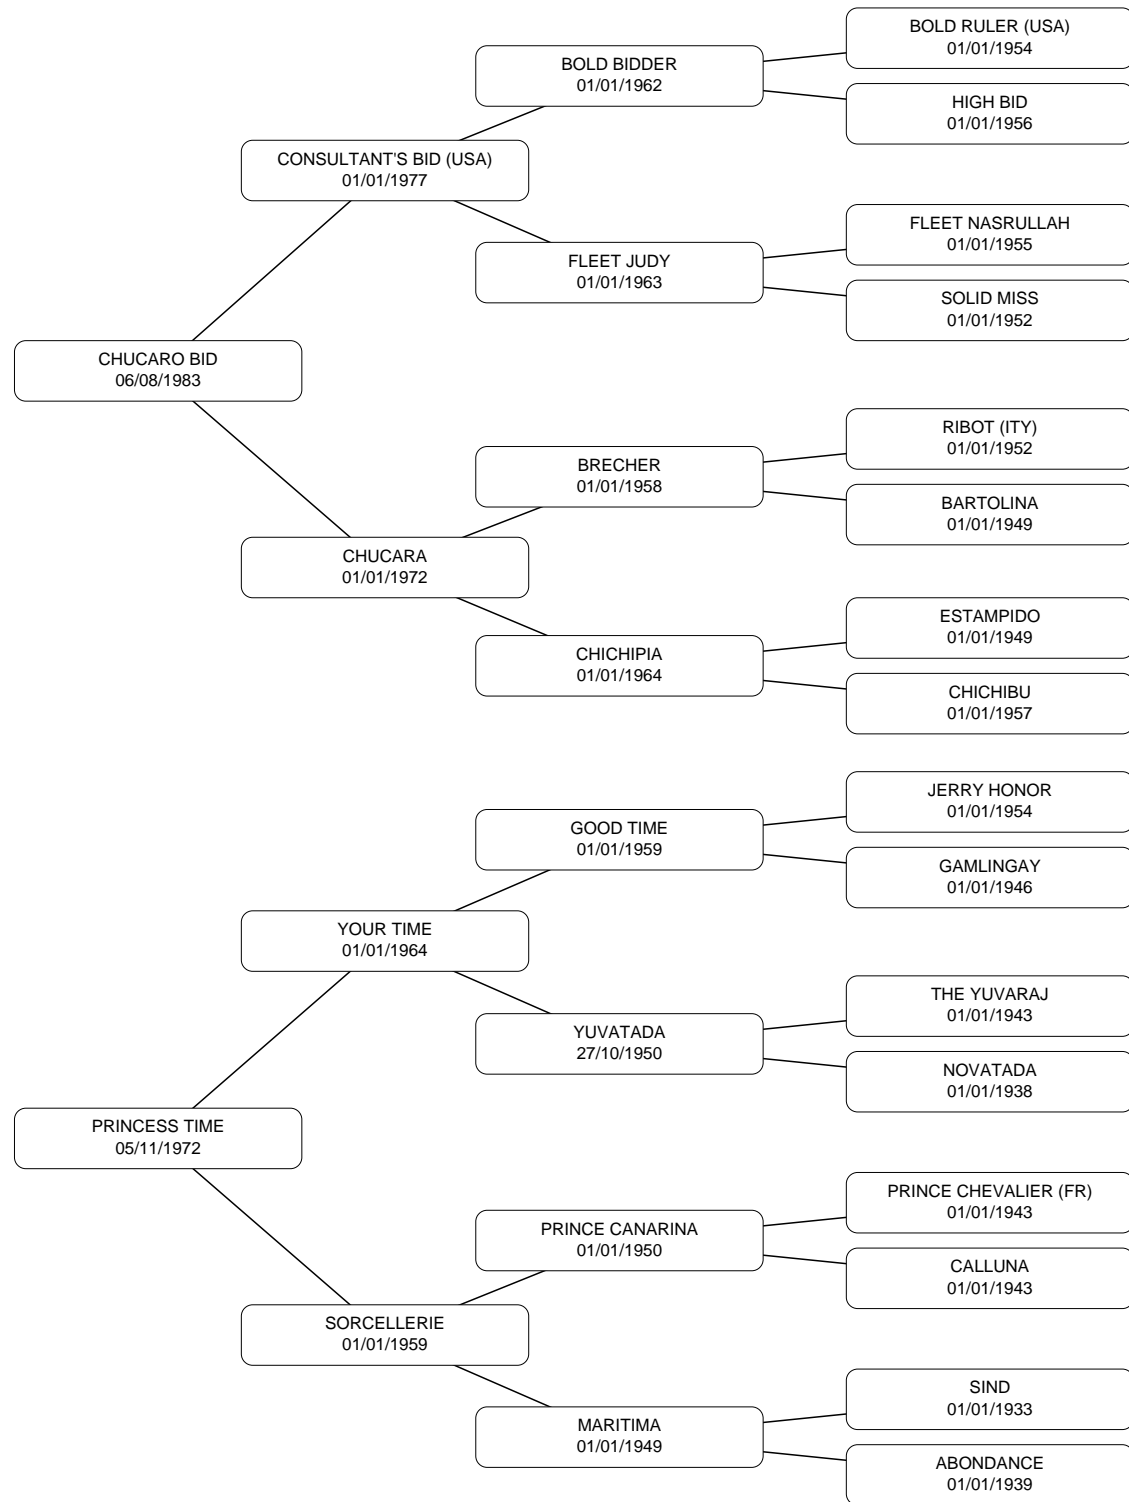 BOLD RULER (USA)
01/01/1954
BOLD BIDDER
01/01/1962
HIGH BID
01/01/1956
CONSULTANT'S BID (USA)
01/01/1977
FLEET NASRULLAH
01/01/1955
FLEET JUDY
01/01/1963
SOLID MISS
01/01/1952
CHUCARO BID
06/08/1983
RIBOT (ITY)
01/01/1952
BRECHER
01/01/1958
BARTOLINA
01/01/1949
CHUCARA
01/01/1972
ESTAMPIDO
01/01/1949
CHICHIPIA
01/01/1964
CHICHIBU
01/01/1957
JERRY HONOR
01/01/1954
GOOD TIME
01/01/1959
GAMLINGAY
01/01/1946
YOUR TIME
01/01/1964
THE YUVARAJ
01/01/1943
YUVATADA
27/10/1950
NOVATADA
01/01/1938
PRINCESS TIME
05/11/1972
PRINCE CHEVALIER (FR)
01/01/1943
PRINCE CANARINA
01/01/1950
CALLUNA
01/01/1943
SORCELLERIE
01/01/1959
SIND
01/01/1933
MARITIMA
01/01/1949
ABONDANCE
01/01/1939